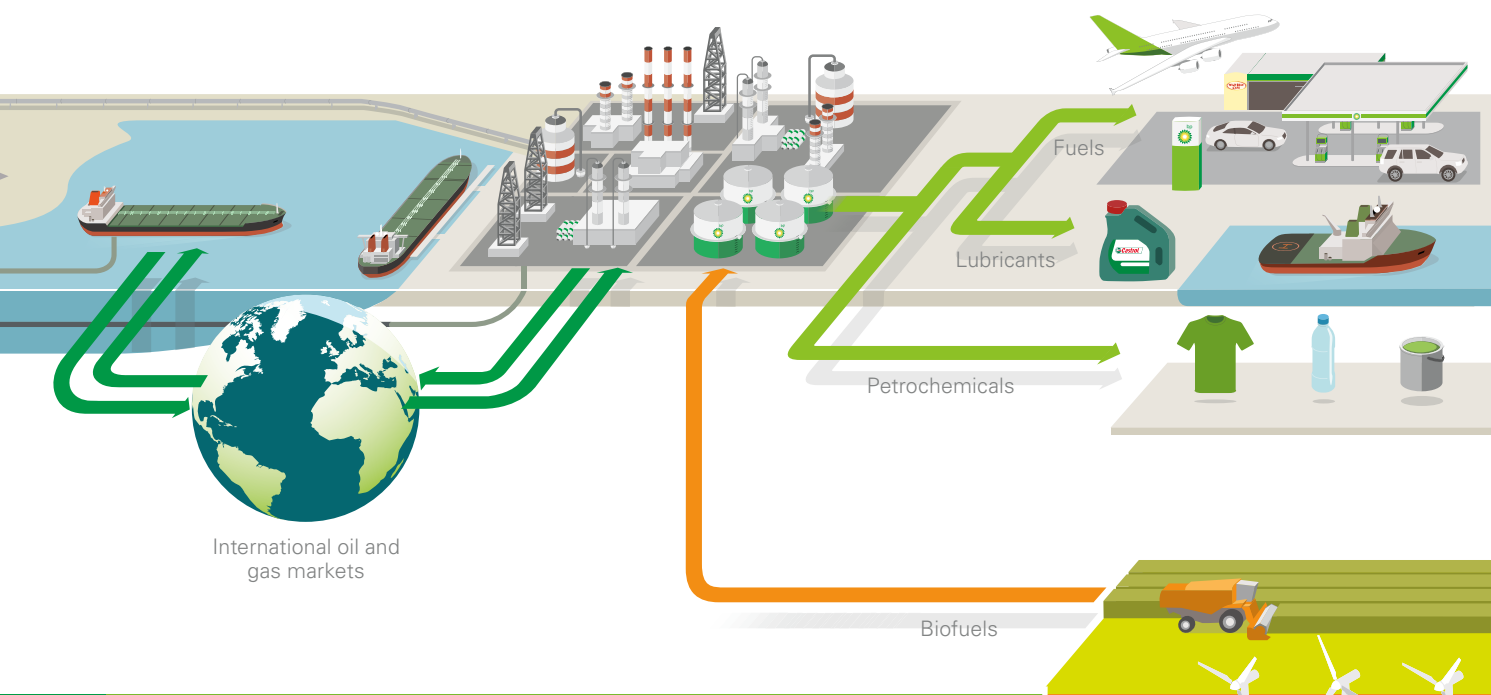 Fuels
Castrol
Lubricants
Petrochemicals
International oil and
gas markets
Biofuels